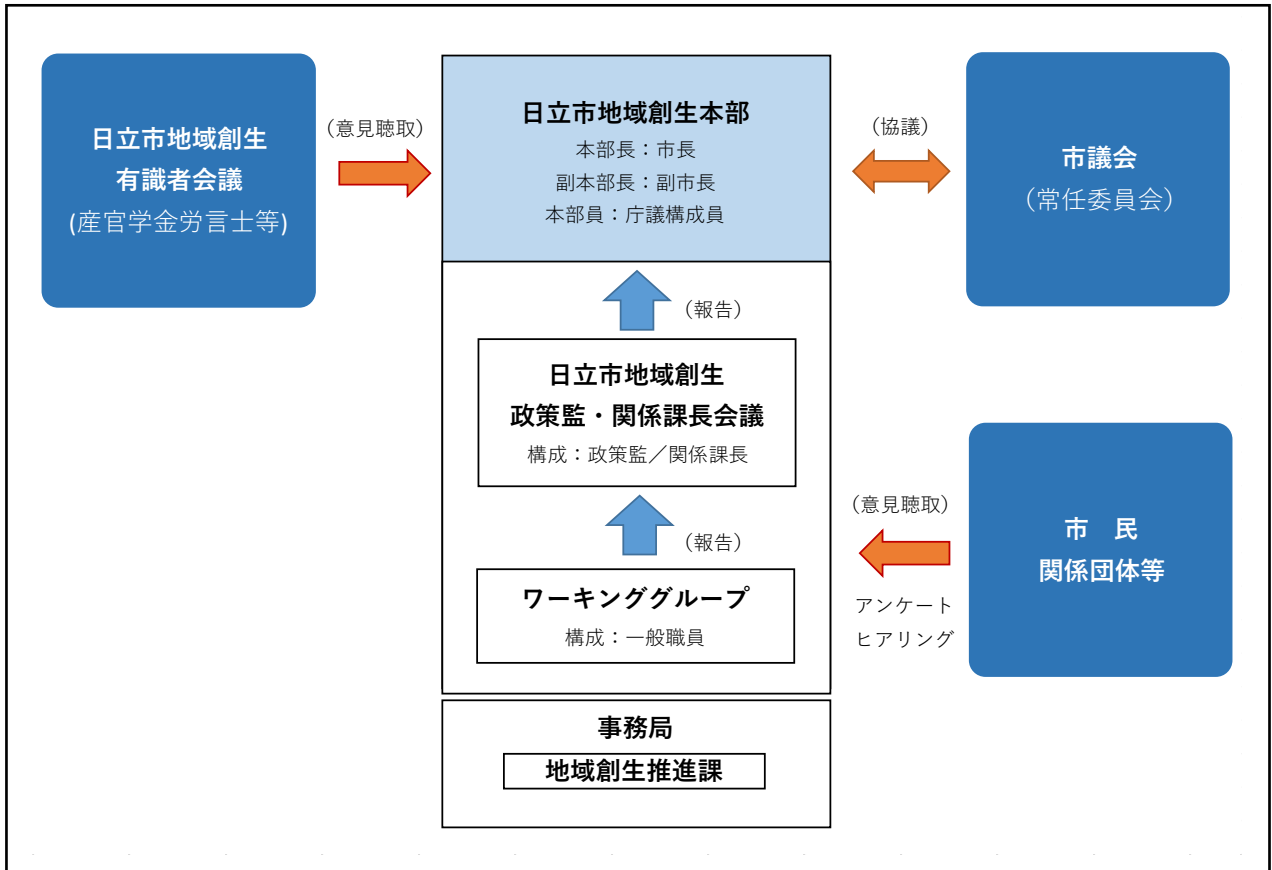 日立市地域創生
有識者会議
(産官学金労言士等)
（意見聴取）
日立市地域創生本部
本部長：市長
副本部長：副市長
本部員：庁議構成員
（協議）
市議会
（常任委員会）
（報告）
日立市地域創生
政策監・関係課長会議
構成：政策監／関係課長
（報告）
ワーキンググループ
構成：一般職員
（意見聴取）
アンケート
ヒアリング
市　民
関係団体等
事務局
地域創生推進課